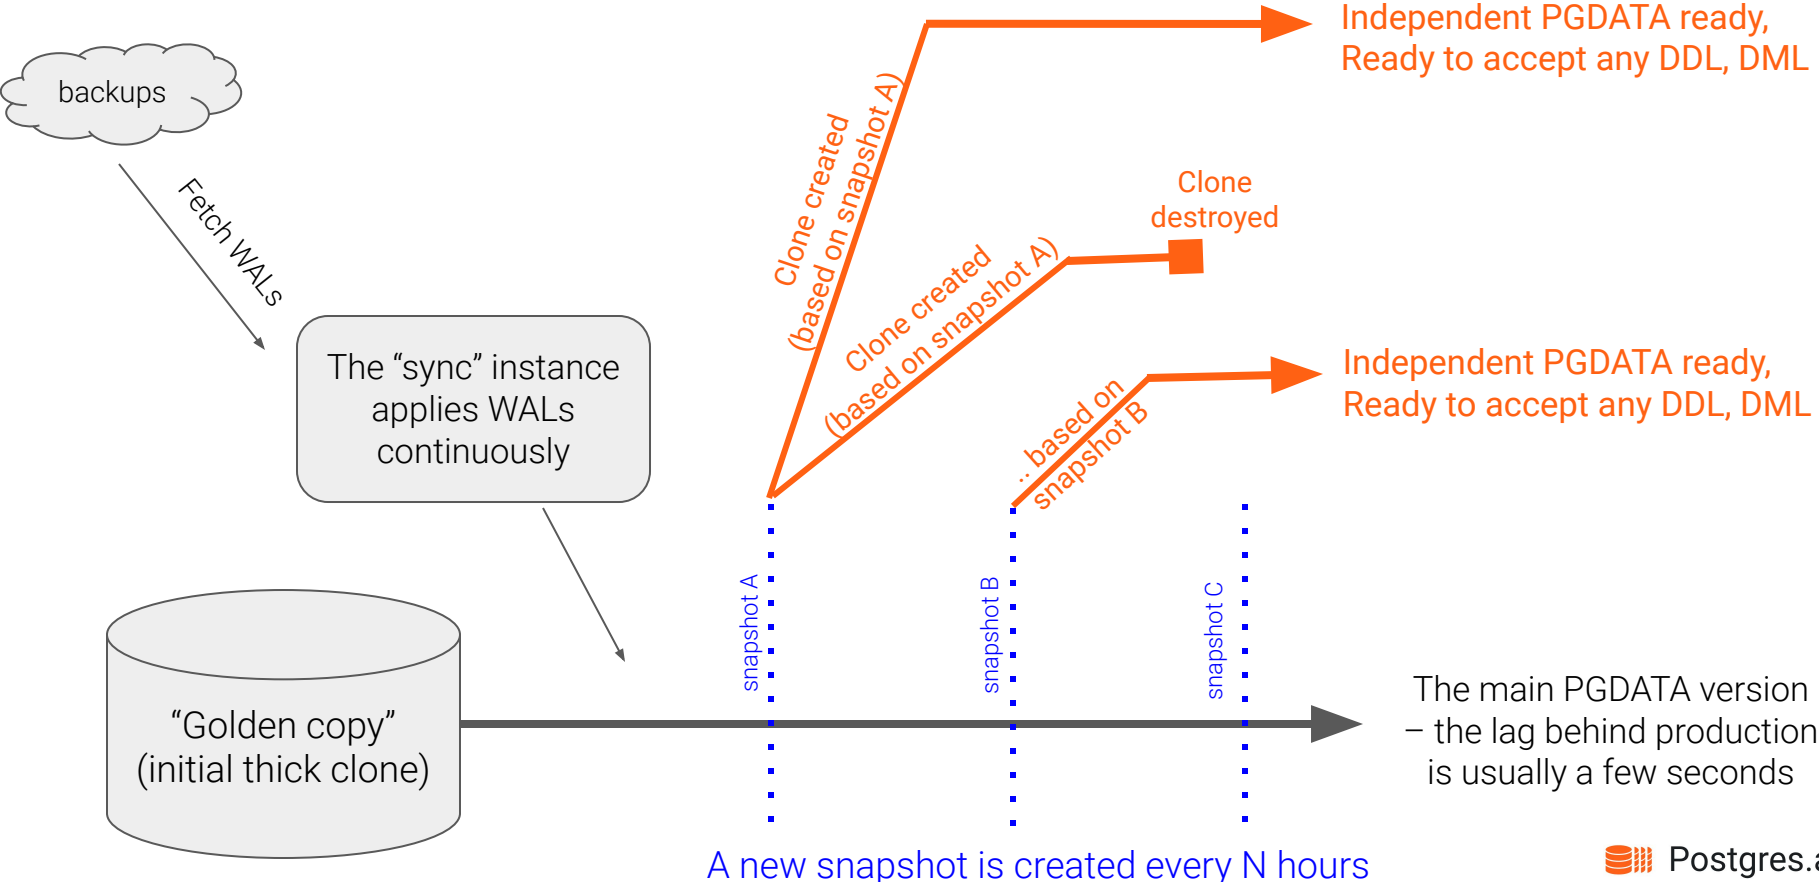 backups
Fetch WALs
The “sync” instance
applies WALs
continuously
“Golden copy”
(initial thick clone)
Clone created
(based on snapshot A)
Independent PGDATA ready,
Ready to accept any DDL, DML
Clone created
(based on snapshot A)
Clone
destroyed
.. based on
snapshot B
Independent PGDATA ready,
Ready to accept any DDL, DML
snapshot A
snapshot B
snapshot C
The main PGDATA version
– the lag behind production
is usually a few seconds
A new snapshot is created every N hours
Postgres.a